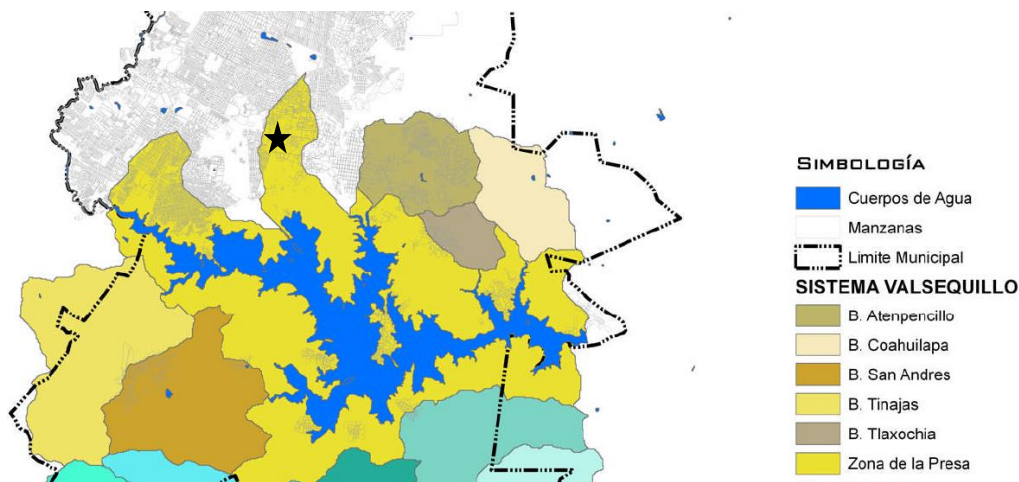 SIMBOLOGÍA
Cuerpos de Agua
Manzanas
Limite Municipal
SISTEMA VALSEQUILLO
B. Atenpencillo
B. Coahuilapa
B. San Andres
B. Tinajas
B. Tlaxochia
Zona de la Presa